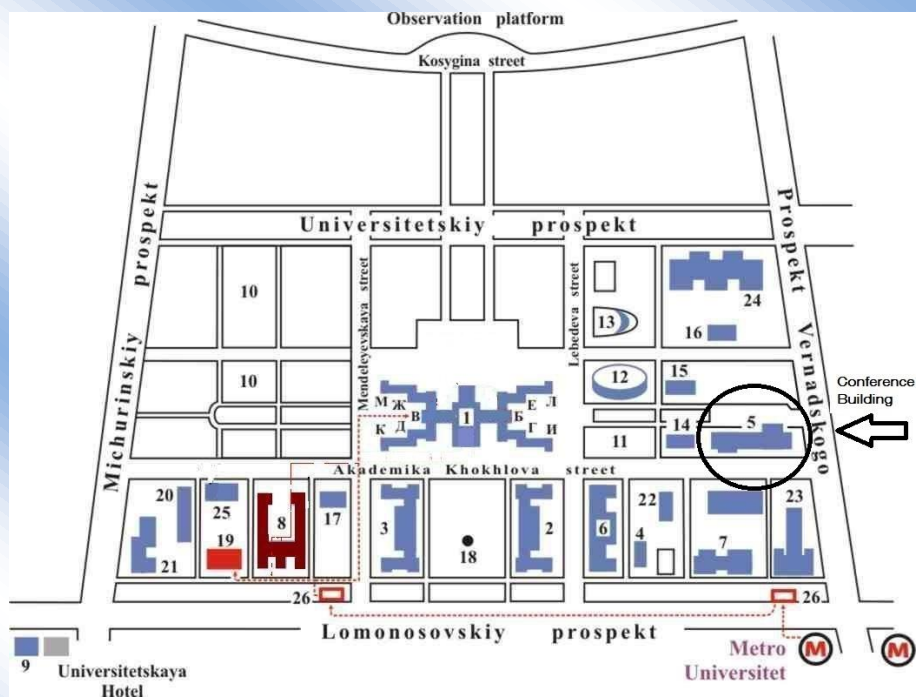 Observation platform
Kosygina street
Michurinskiy prospekt
Prospekt Vernadskogo
Universitetskiy prospekt
Mendeleyevskaya street
Lebedeva street
10
13
24
16
10
12
15
Conference
Building
М Ж
В
К Д
1
Е Л
Б
Г И
11
14
5
Akademika Khokhlova street
20
25
19
21
8
17
3
18
2
6
22
4
7
23
26
26
Lomonosovskiy prospekt
9
Universitetskaya
Hotel
Metro
Universitet
М
М